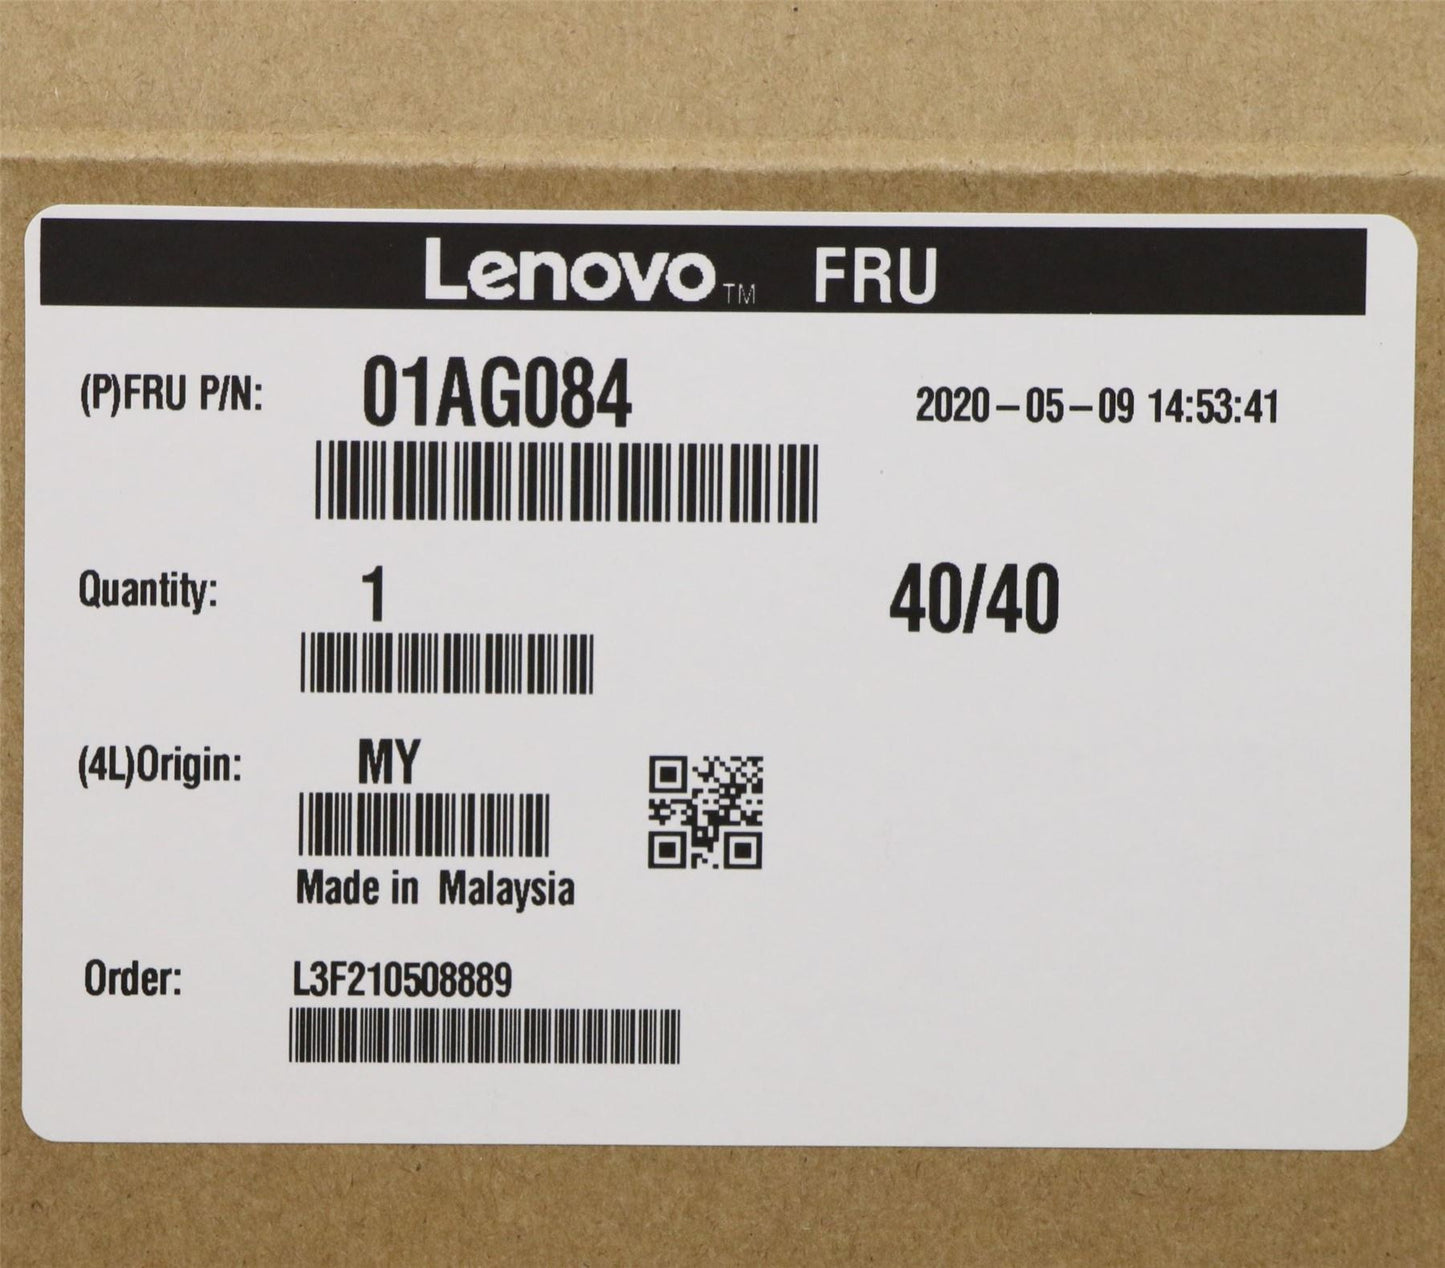 Lenovo™ FRU
(P)FRU P/N: 01AG084 2020-05-09 14:53:41
Quantity: 1 40/40
(4L)Origin: MY
Made in Malaysia
Order: L3F210508889